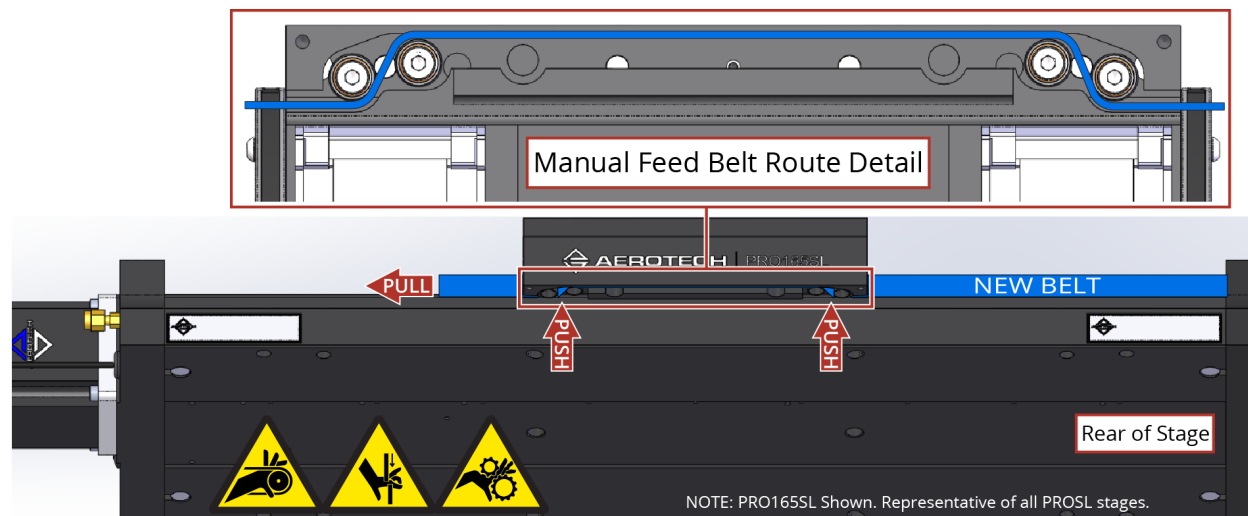 Manual Feed Belt Route Detail
AEROTECH PRO165SL
PULL
NEW BELT
PUSH
PUSH
Rear of Stage
NOTE: PRO165SL Shown. Representative of all PROSL stages.